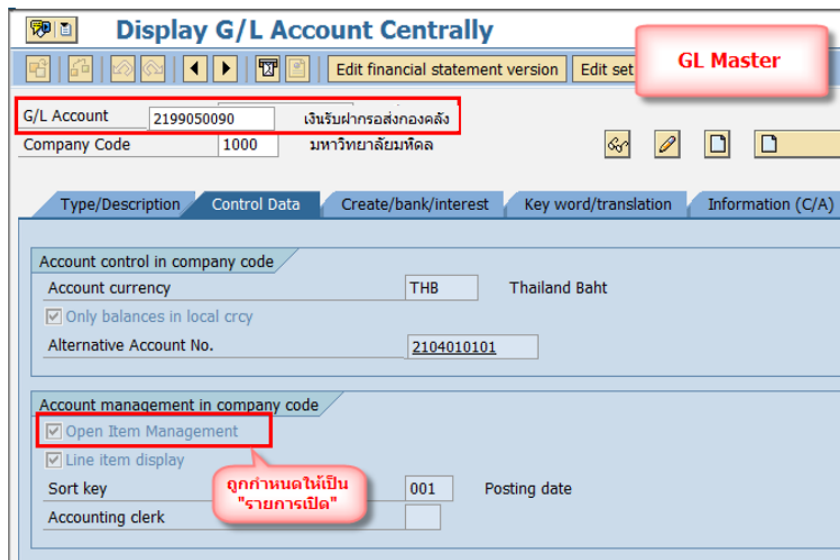 Display G/L Account Centrally
GL Master
Edit financial statement version Edit set
G/L Account 2199050090 เงินรับฝากรอส่งกองคลัง
Company Code 1000 มหาวิทยาลัยมหิดล
Type/Description Control Data Create/bank/interest Key word/translation Information (C/A)
Account control in company code
Account currency THB Thailand Baht
Only balances in local crcy
Alternative Account No. 2104010101
Account management in company code
Open Item Management
Line item display
ถูกกำหนดให้เป็น
"รายการเปิด"
Sort key 001 Posting date
Accounting clerk